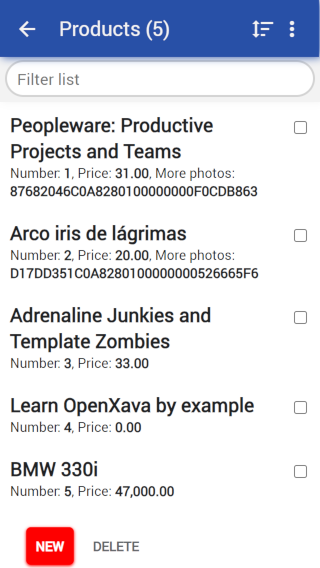 Products (5)
Filter list
Peopleware: Productive
Projects and Teams
Number: 1, Price: 31.00, More photos:
87682046C0A8280100000000F0CDB863
Arco iris de lágrimas
Number: 2, Price: 20.00, More photos:
D17DD351C0A8280100000000526665F6
Adrenaline Junkies and
Template Zombies
Number: 3, Price: 33.00
Learn OpenXava by example
Number: 4, Price: 0.00
BMW 330i
Number: 5, Price: 47,000.00
NEW DELETE